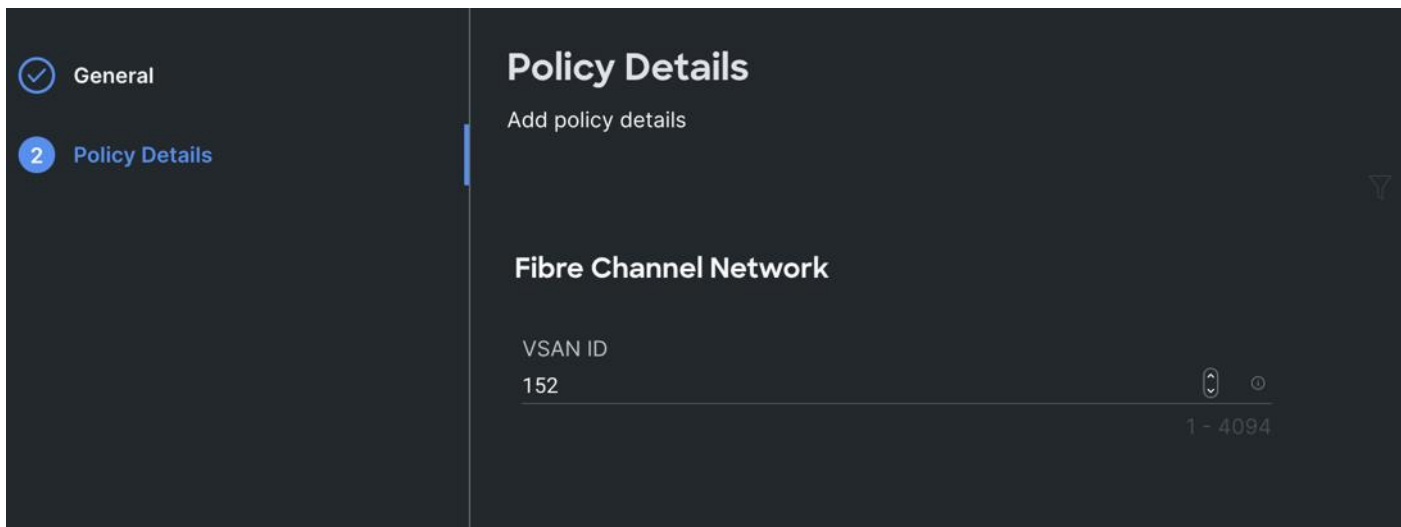 General
2 Policy Details
Policy Details
Add policy details
Fibre Channel Network
VSAN ID
152
1 - 4094